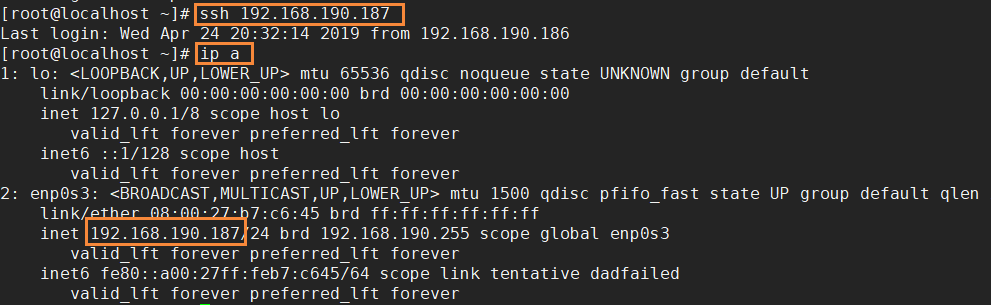 [root@localhost ~]# ssh 192.168.190.187
Last login: Wed Apr 24 20:32:14 2019 from 192.168.190.186
[root@localhost ~]# ip a
1: lo: <LOOPBACK,UP,LOWER_UP> mtu 65536 qdisc noqueue state UNKNOWN group default
    link/loopback 00:00:00:00:00:00 brd 00:00:00:00:00:00
    inet 127.0.0.1/8 scope host lo
       valid_lft forever preferred_lft forever
    inet6 ::1/128 scope host
       valid_lft forever preferred_lft forever
2: enp0s3: <BROADCAST,MULTICAST,UP,LOWER_UP> mtu 1500 qdisc pfifo_fast state UP group default qlen
    link/ether 08:00:27:b7:c6:45 brd ff:ff:ff:ff:ff:ff
    inet 192.168.190.187/24 brd 192.168.190.255 scope global enp0s3
       valid_lft forever preferred_lft forever
    inet6 fe80::a00:27ff:feb7:c645/64 scope link tentative dadfailed
       valid_lft forever preferred_lft forever